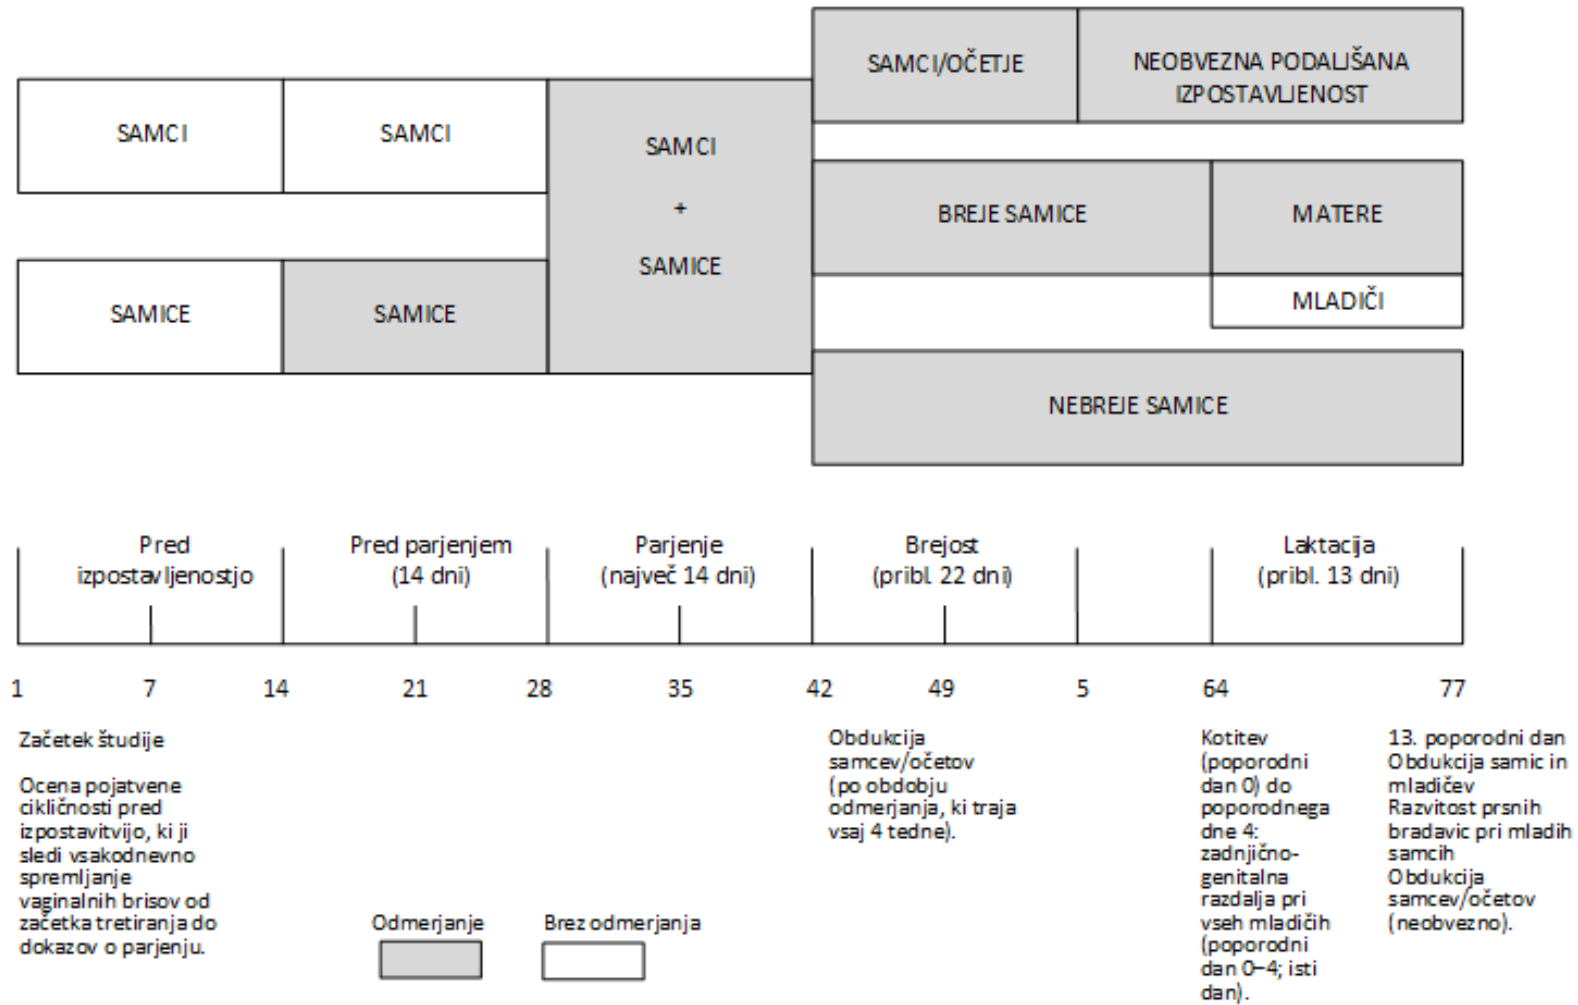 SAMCI/OČETJE
NEOBVEZNA PODALJŠANA
IZPOSTAVLJENOST
SAMCI
SAMCI
SAMCI
+
SAMICE
BREJE SAMICE
MATERE
SAMICE
SAMICE
MLADIČI
NEBREJE SAMICE
Pred
izpostavljenostjo
Pred parjenjem
(14 dni)
Parjenje
(največ 14 dni)
Brejost
(pribl. 22 dni)
Laktacija
(pribl. 13 dni)
1
7
14
21
28
35
42
49
5
64
77
Začetek študije
Ocena pojatvene
cikličnosti pred
izpostavitvijo, ki ji
sledi vsakodnevno
spremljanje
vaginalnih brisov od
začetka tretiranja do
dokazov o parjenju.
Obdukcija
samcev/očetov
(po obdobju
odmerjanja, ki traja
vsaj 4 tedne).
Kotitev
(poporodni
dan 0) do
poporodnega
dne 4:
zadnjično-
genitalna
razdalja pri
vseh mladičih
(poporodni
dan 0–4; isti
dan).
13. poporodni dan
Obdukcija samic in
mladičev
Razvitost prsnih
bradavic pri mladih
samcih
Obdukcija
samcev/očetov
(neobvezno).
Odmerjanje
Brez odmerjanja